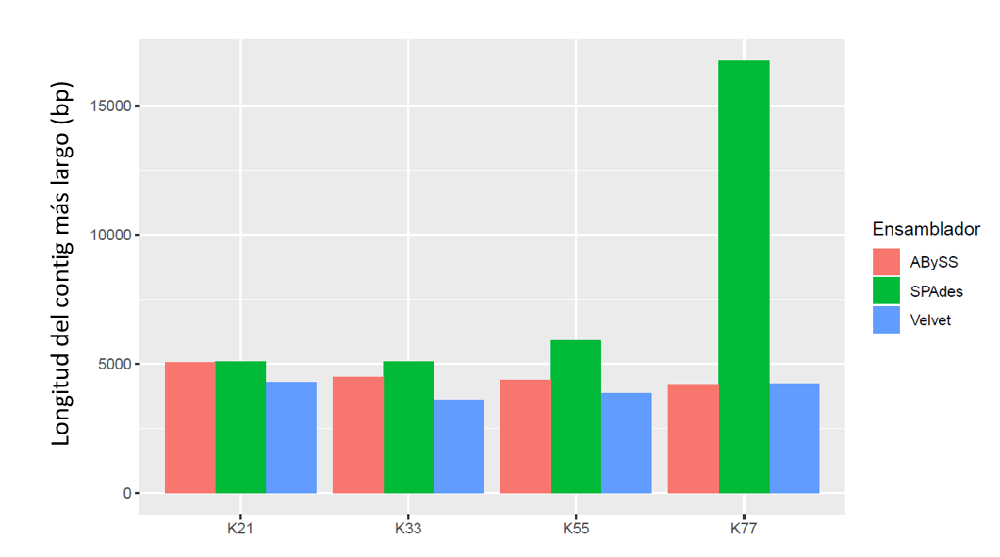 Longitud del contig más largo (bp)
15000
10000
5000
0
K21
K33
K55
K77
Ensamblador
ABySS
SPAdes
Velvet